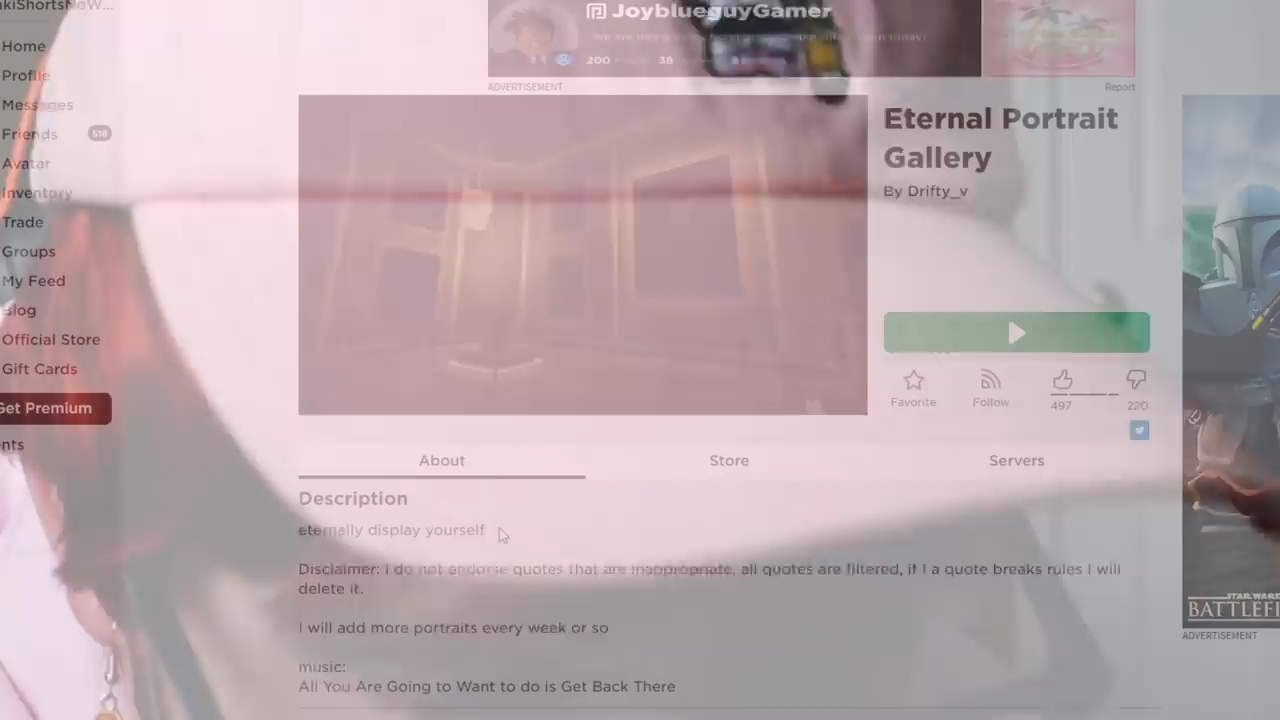 JoyblueguyGamer
200 38
ADVERTISEMENT
Report
Home
Profile
Messages
Friends 518
Avatar
Inventory
Trade
Groups
My Feed
Blog
Official Store
Gift Cards
Get Premium
Eternal Portrait
Gallery
By Drifty_v
Favorite
Follow
497
220
About
Store
Servers
Description
eternally display yourself
Disclaimer: I do not endorse quotes that are inappropriate, all quotes are filtered, if I a quote breaks rules I will
delete it.
I will add more portraits every week or so
music:
All You Are Going to Want to do is Get Back There
STAR WARS
BATTLEF
ADVERTISEMENT